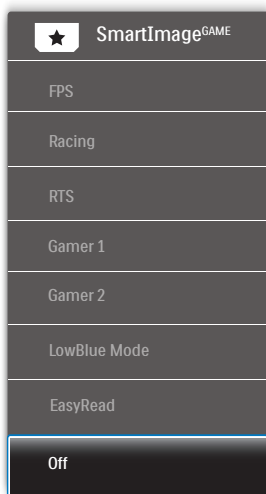 SmartImageGAME
FPS
Racing
RTS
Gamer 1
Gamer 2
LowBlue Mode
EasyRead
Off